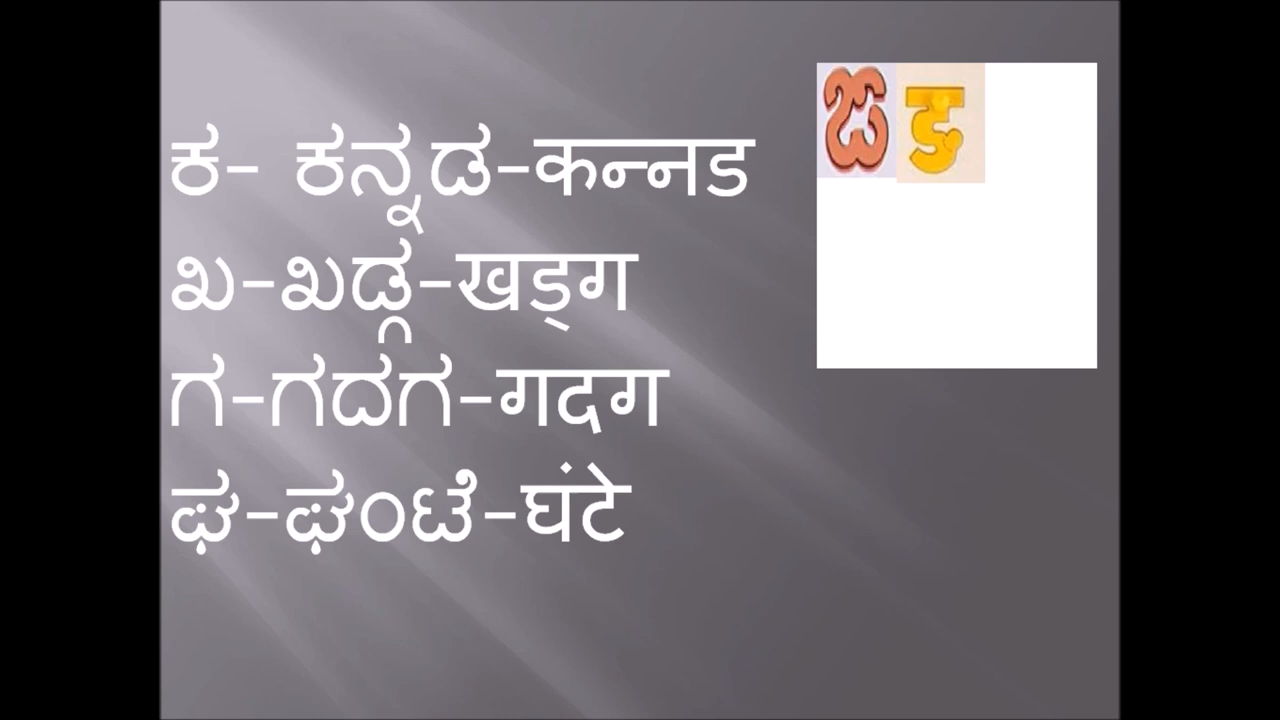 ಕ- ಕನ್ನಡ-कन्नड
ಖ-ಖಡ್ಗ-खड्ग
ಗ-ಗದಗ-गदग
ಘ-ಘಂಟೆ-घंटे
ಙ ङ